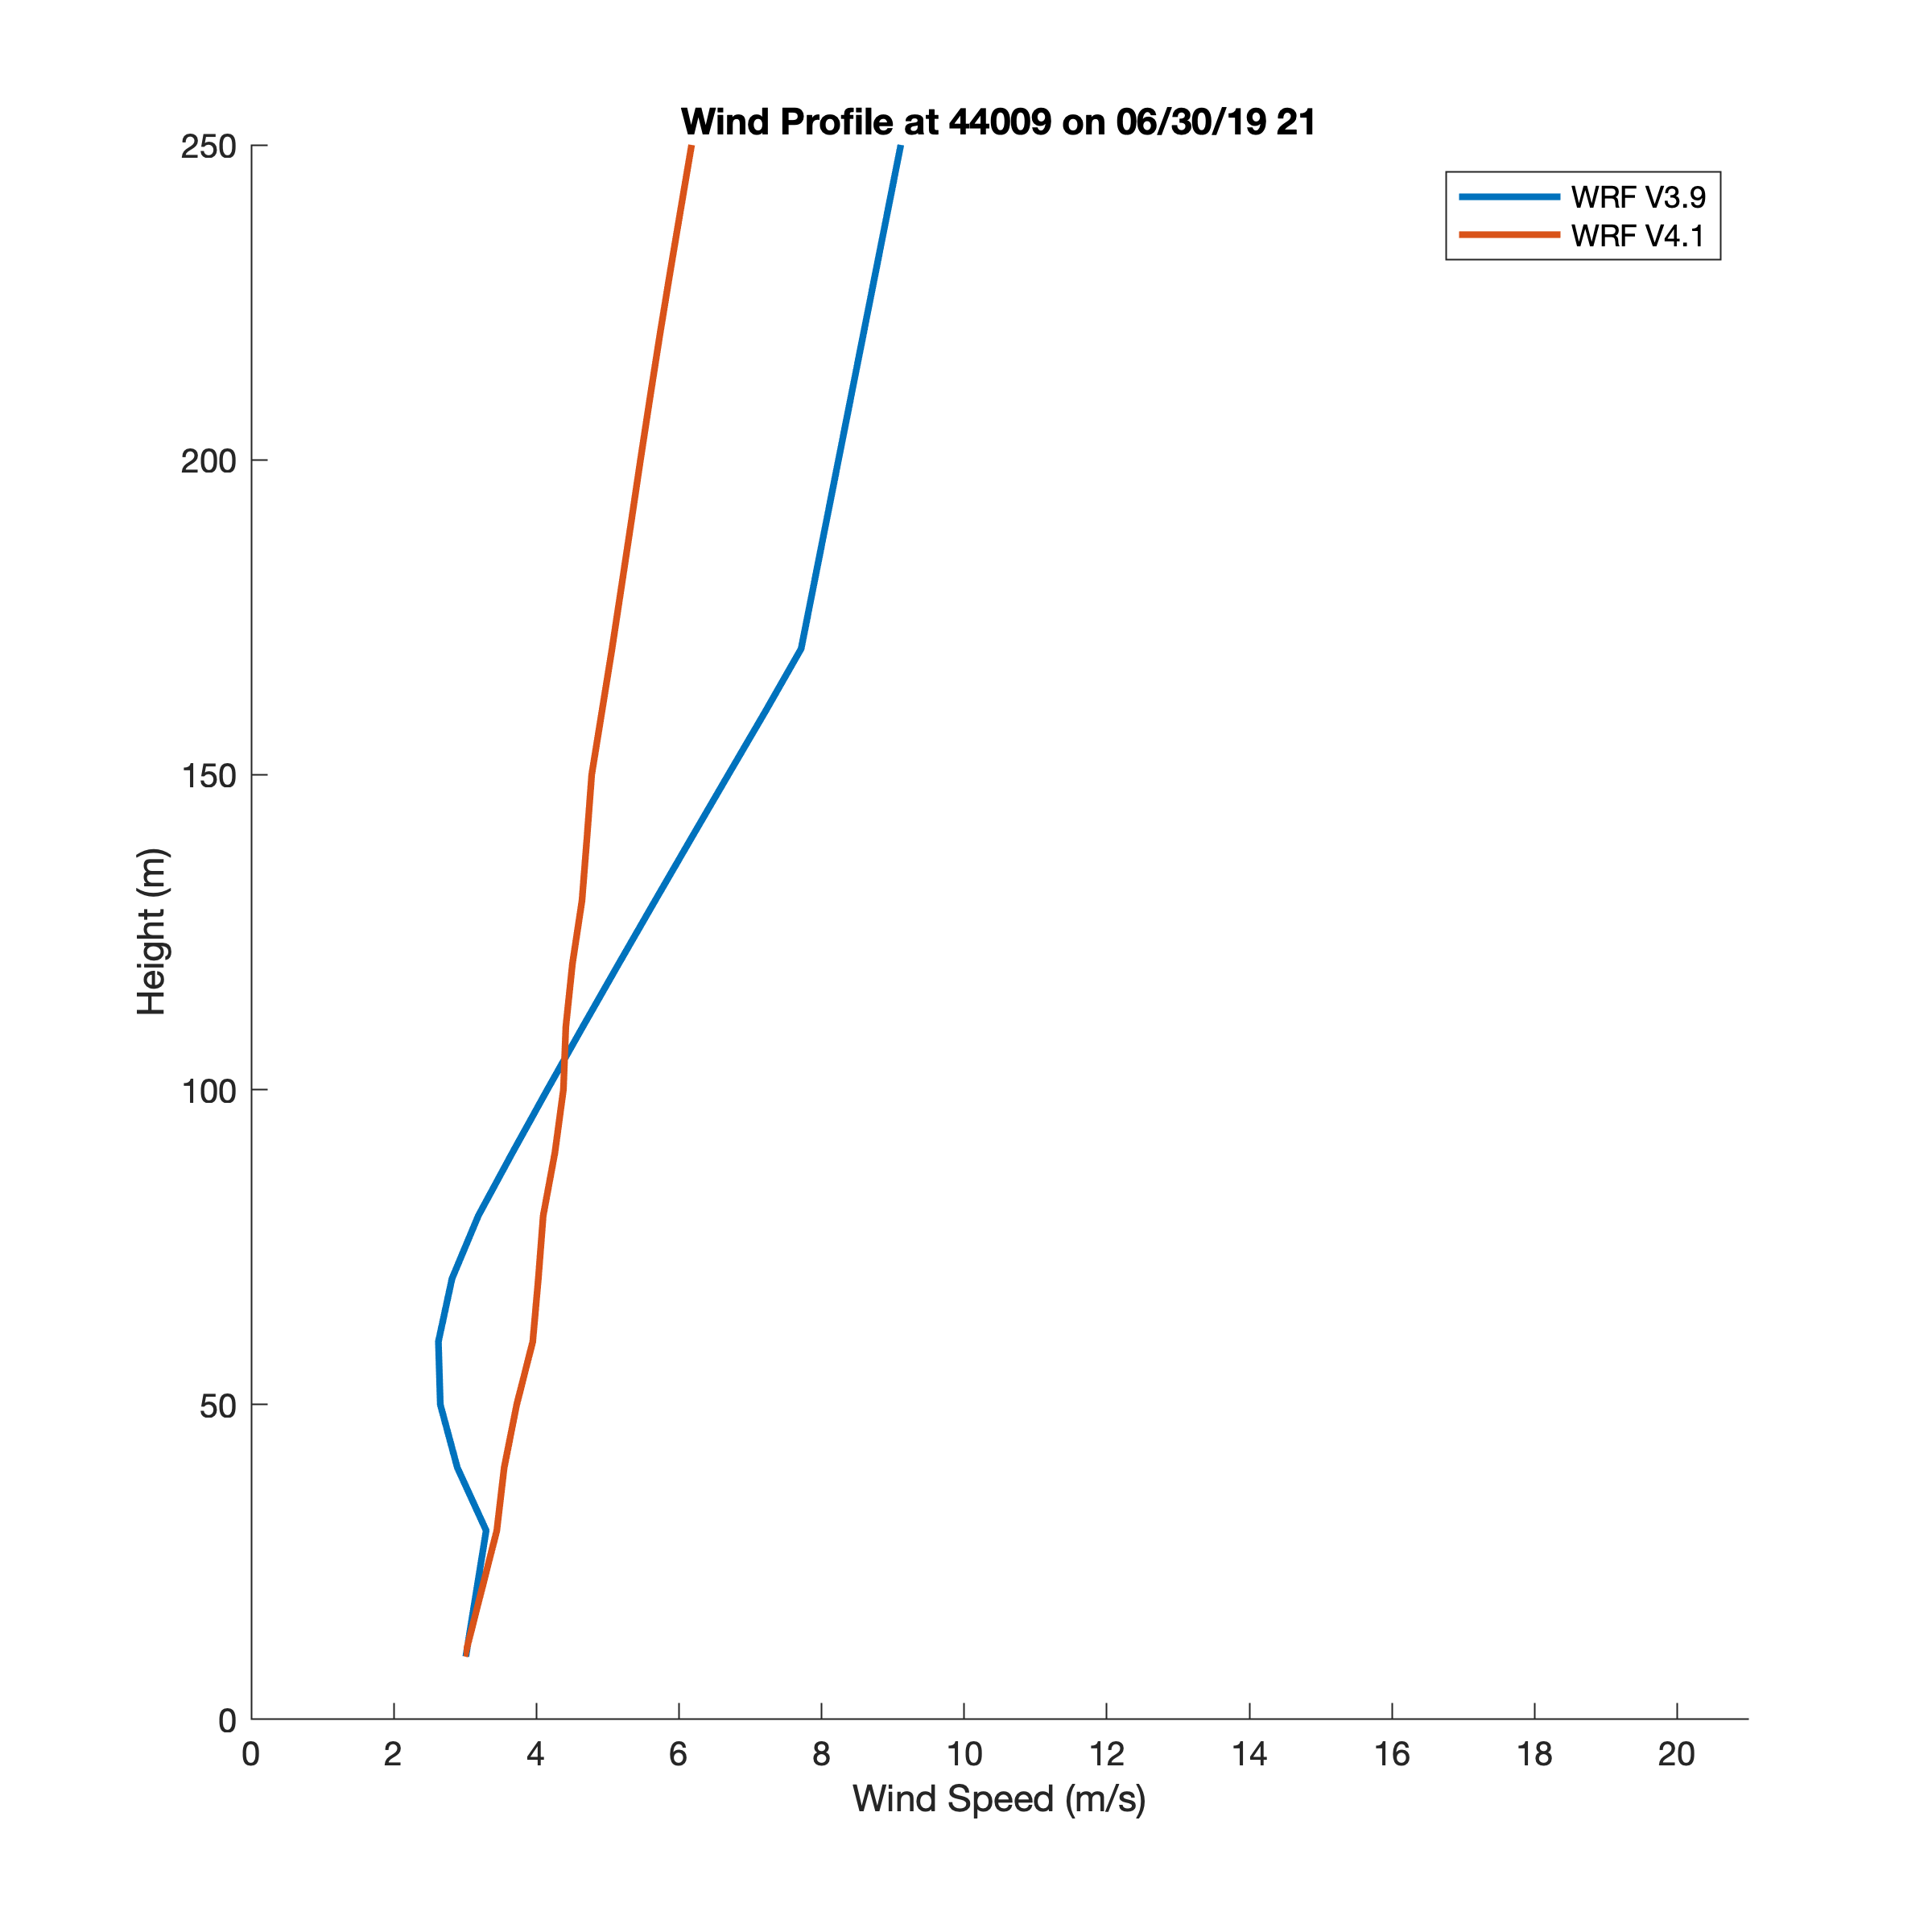 Wind Profile at 44009 on 06/30/19 21
WRF V3.9
WRF V4.1
250
200
150
100
50
0
Height (m)
0 2 4 6 8 10 12 14 16 18 20
Wind Speed (m/s)